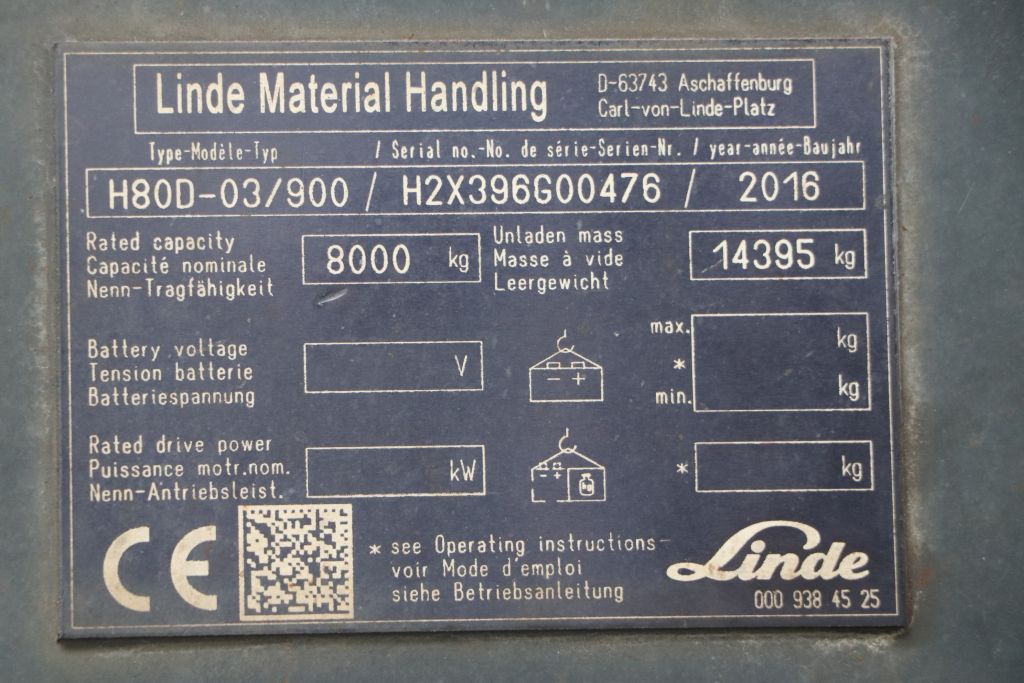 Linde Material Handling
D-63743 Aschaffenburg
Carl-von-Linde-Platz
Type-Modèle-Typ / Serial no.-No. de série-Serien-Nr. / year-année-Baujahr
H80D-03/900 / H2X396G00476 / 2016
Rated capacity
Capacité nominale
Nenn-Tragfähigkeit
8000 kg
Unladen mass
Masse à vide
Leergewicht
14395 kg
Battery voltage
Tension batterie
Batteriespannung
V
- +
max. kg
*
min. kg
Rated drive power
Puissance motr.nom.
Nenn-Antriebsleist.
kW
- +
kg
* kg
CE
* see Operating instructions
voir Mode d'emploi
siehe Betriebsanleitung
Linde
000 938 45 25